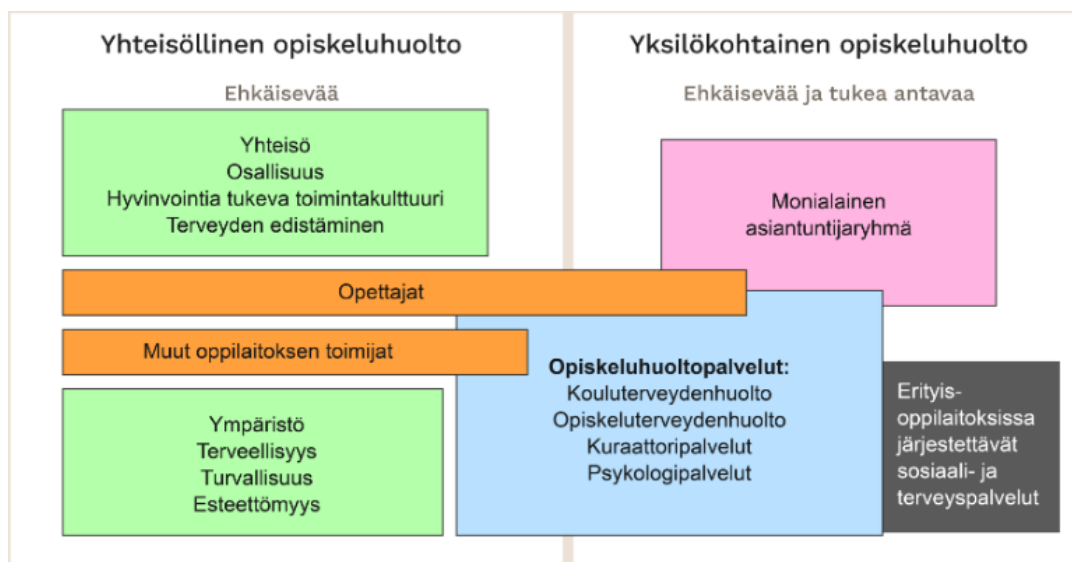 Yhteisöllinen opiskeluhuolto
Ehkäisevää
Yhteisö
Osallisuus
Hyvinvointia tukeva toimintakulttuuri
Terveyden edistäminen
Opettajat
Muut oppilaitoksen toimijat
Ympäristö
Terveellisyys
Turvallisuus
Esteettömyys
Yksilökohtainen opiskeluhuolto
Ehkäisevää ja tukea antavaa
Monialainen
asiantuntijaryhmä
Opiskeluhuoltopalvelut:
Kouluterveydenhuolto
Opiskeluterveydenhuolto
Kuraattoripalvelut
Psykologipalvelut
Erityis-
oppilaitoksissa
järjestettävät
sosiaali- ja
terveyspalvelut